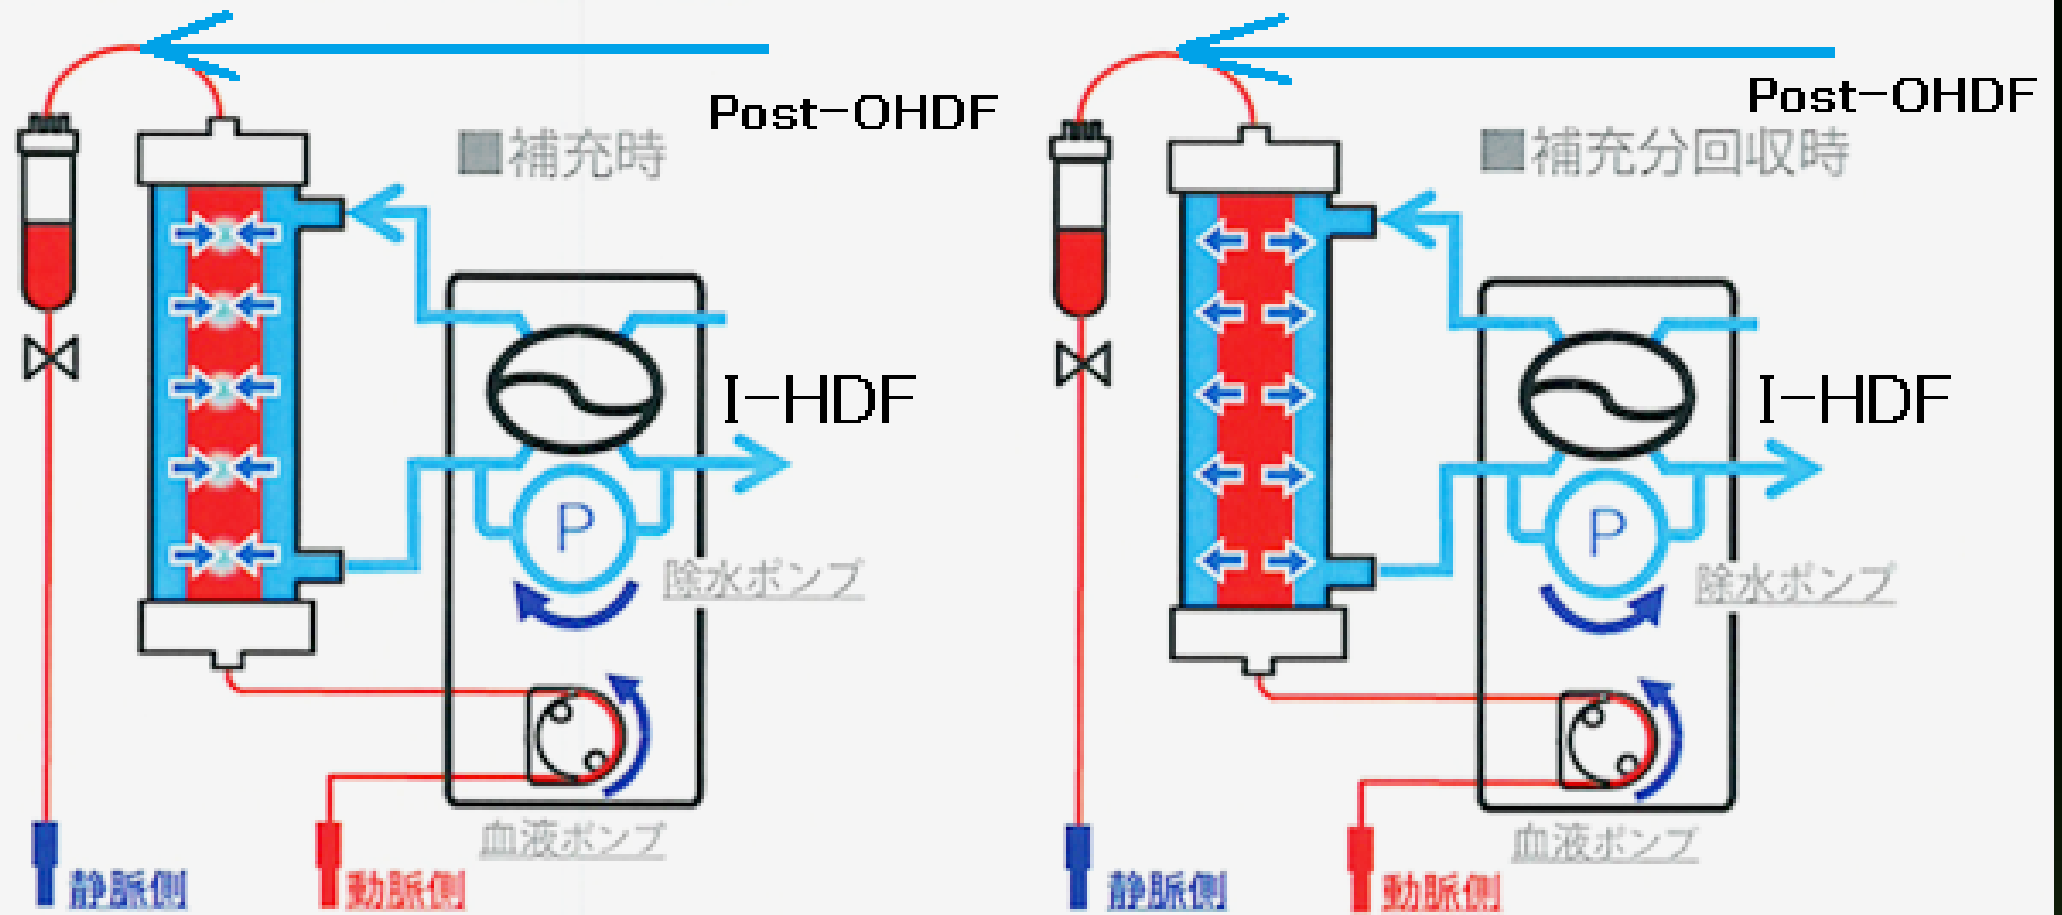 Post-OHDF
■補充時
I-HDF
P
除水ポンプ
血液ポンプ
静脈側
動脈側
Post-OHDF
■補充分回収時
I-HDF
P
除水ポンプ
血液ポンプ
静脈側
動脈側